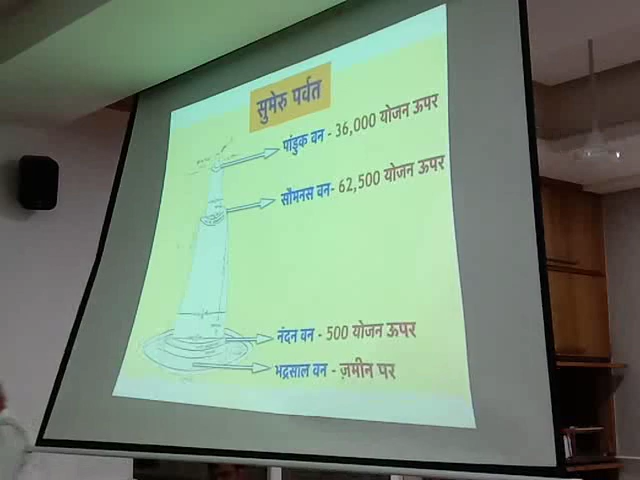 सुमेरु पर्वत
पांडुक वन - 36,000 योजन ऊपर
सौमनस वन- 62,500 योजन ऊपर
नंदन वन - 500 योजन ऊपर
भद्रसाल वन - ज़मीन पर